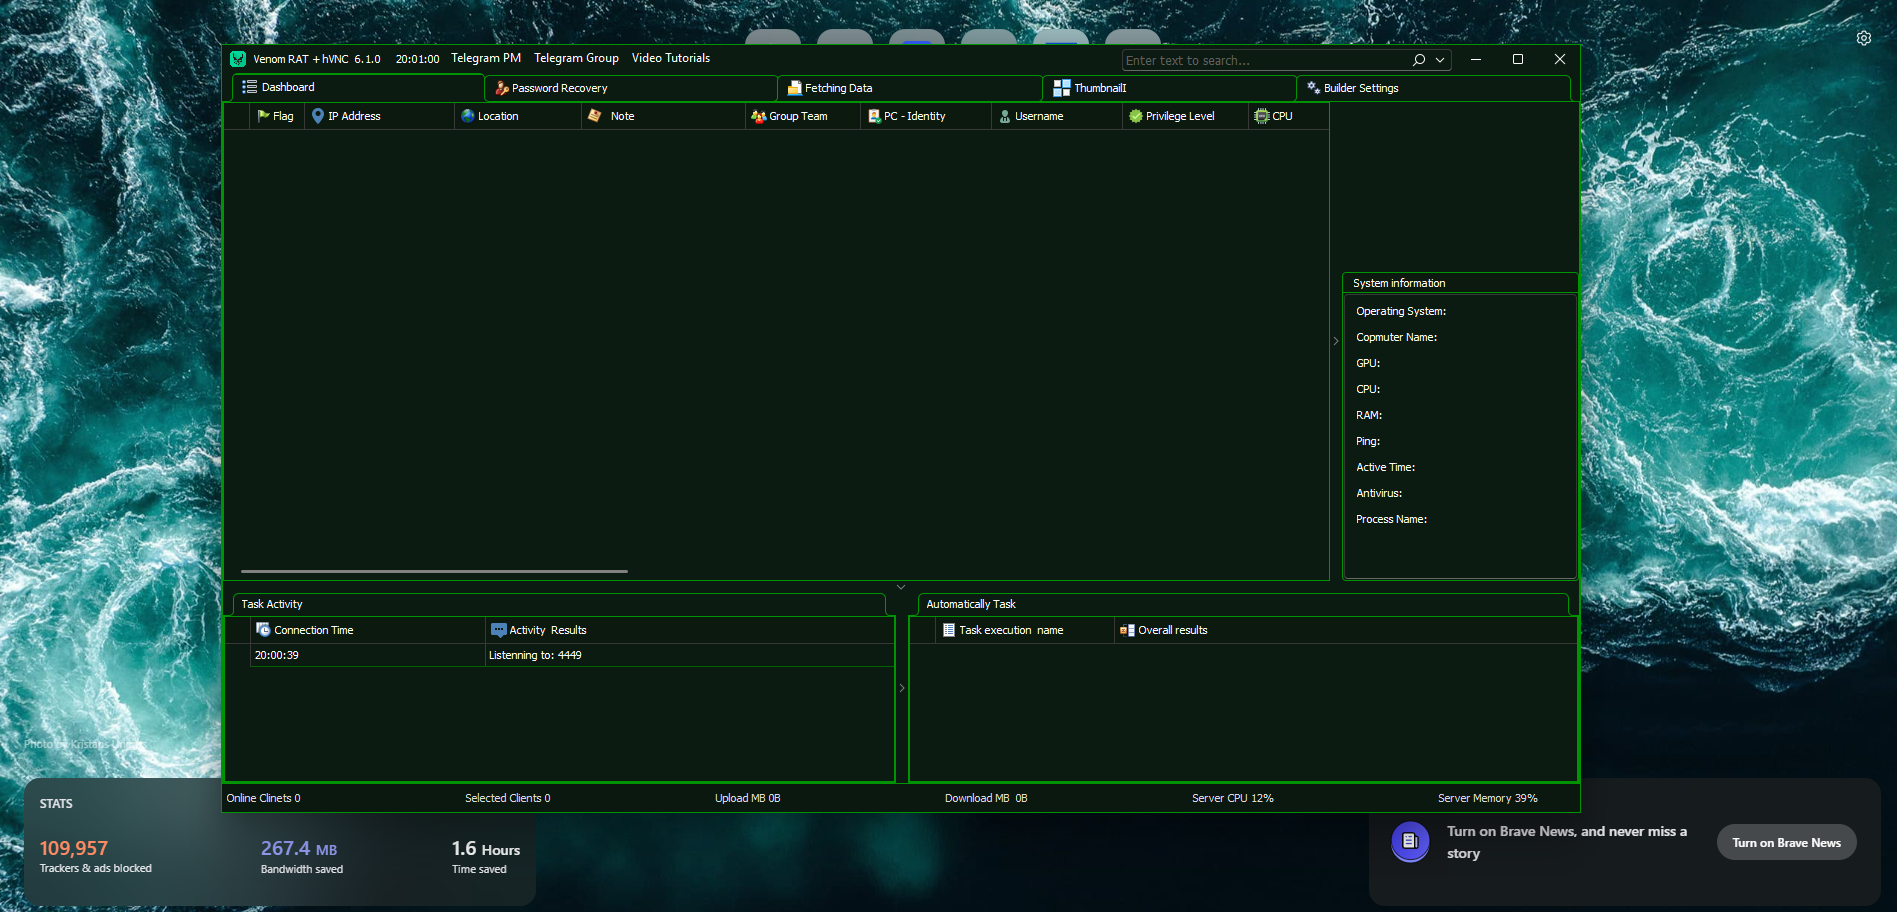 Venom RAT + hVNC  6.1.0    20:01:00    Telegram PM    Telegram Group    Video Tutorials    Enter text to search...
Dashboard    Password Recovery    Fetching Data    ThumbnailI    Builder Settings
Flag    IP Address    Location    Note    Group Team    PC - Identity    Username    Privilege Level    CPU
System information
Operating System:
Copmuter Name:
GPU:
CPU:
RAM:
Ping:
Active Time:
Antivirus:
Process Name:
Task Activity    Automatically Task
Connection Time    Activity  Results    Task execution  name    Overall results
20:00:39    Listenning to: 4449
Photo by Kristaps
Online Clinets 0    Selected Clients 0    Upload MB 0B    Download MB  0B    Server CPU 12%    Server Memory 39%
STATS
109,957    267.4 MB    1.6 Hours
Trackers & ads blocked    Bandwidth saved    Time saved
Turn on Brave News, and never miss a
story
Turn on Brave News